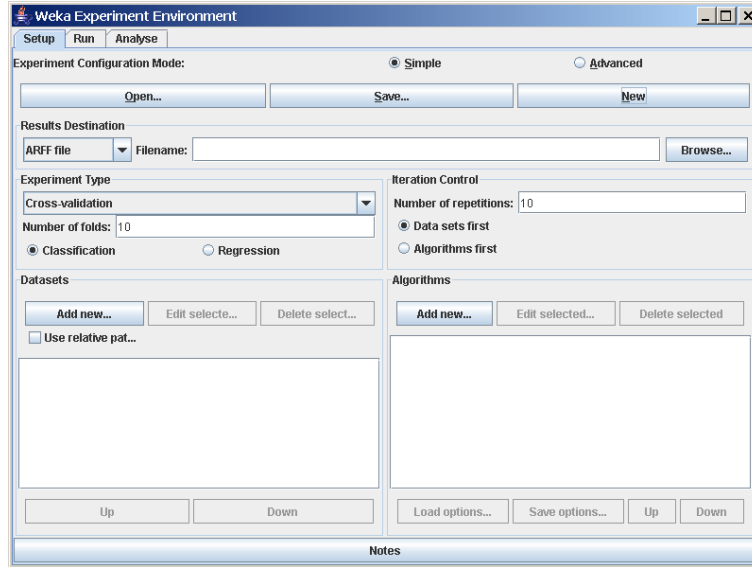 Weka Experiment Environment
Setup Run Analyse
Experiment Configuration Mode: Simple Advanced
Open... Save... New
Results Destination
ARFF file Filename: Browse...
Experiment Type
Cross-validation
Number of folds: 10
Classification Regression
Iteration Control
Number of repetitions: 10
Data sets first
Algorithms first
Datasets
Add new... Edit selecte... Delete select...
Use relative pat...
Up Down
Algorithms
Add new... Edit selected... Delete selected
Load options... Save options... Up Down
Notes